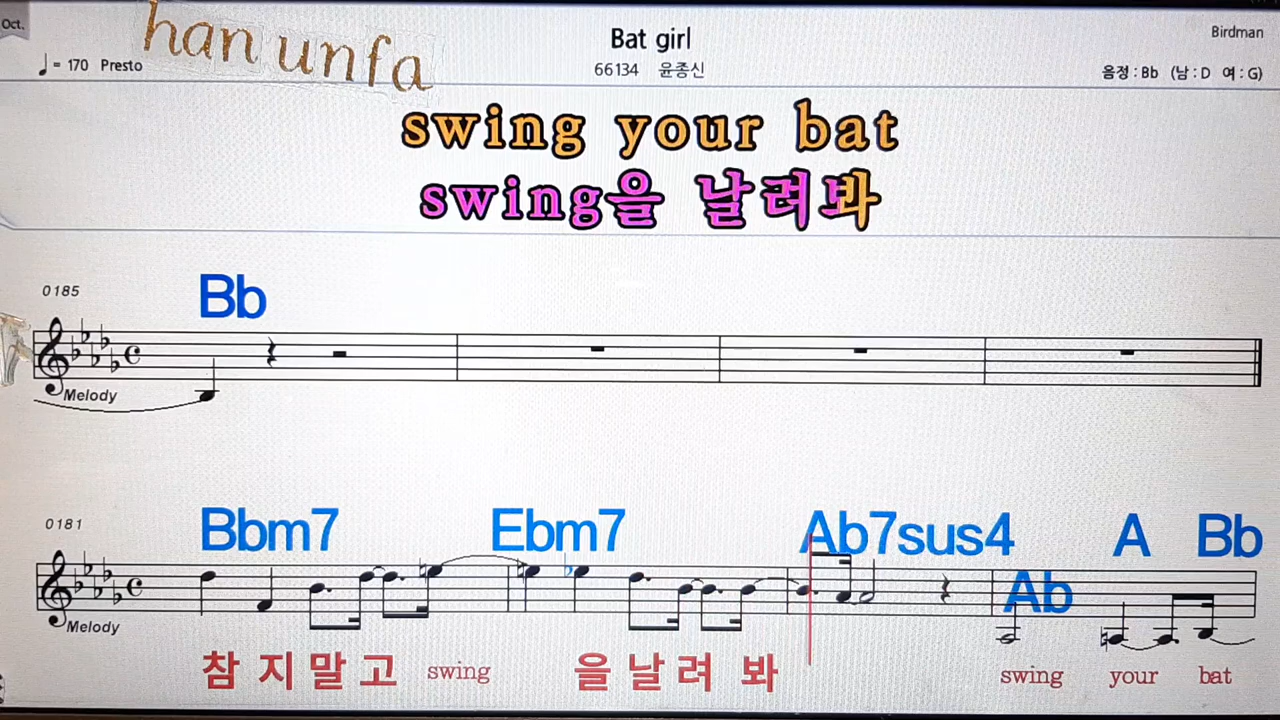 Oct.
han unfa
Bat girl
Birdman
♩ = 170 Presto
66134 윤종신
음정 : Bb (남 : D 여 : G)
swing your bat
swing을 날려봐
0185
Bb
Melody
0181
Bbm7 Ebm7 Ab7sus4 Ab A Bb
Melody
참 지 말 고 swing 을 날 려 봐 swing your bat